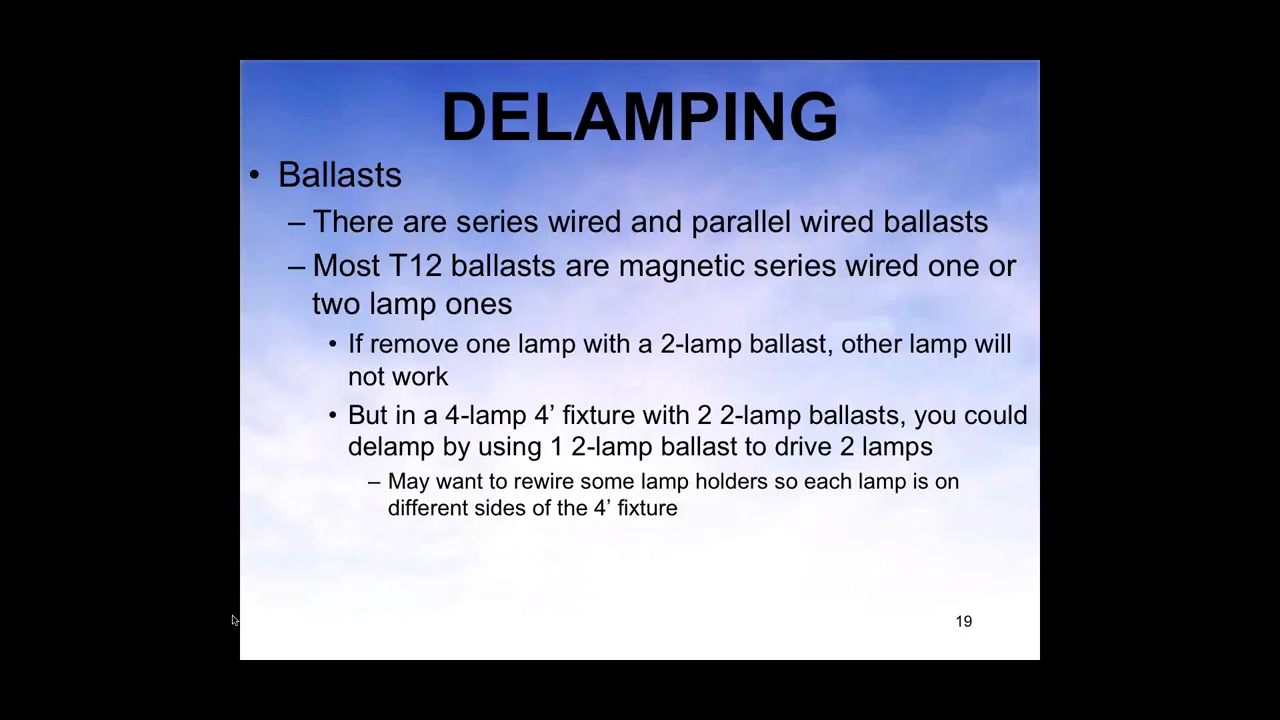 DELAMPING
• Ballasts
– There are series wired and parallel wired ballasts
– Most T12 ballasts are magnetic series wired one or
two lamp ones
• If remove one lamp with a 2-lamp ballast, other lamp will
not work
• But in a 4-lamp 4’ fixture with 2 2-lamp ballasts, you could
delamp by using 1 2-lamp ballast to drive 2 lamps
– May want to rewire some lamp holders so each lamp is on
different sides of the 4’ fixture
19